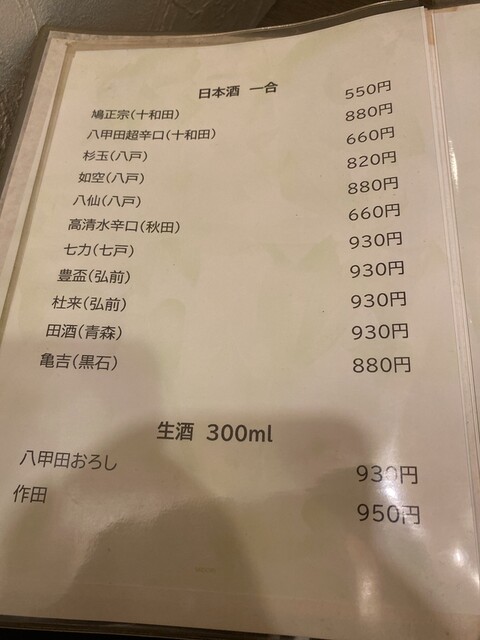 日本酒 一合
鳩正宗(十和田) 550円
八甲田超辛口(十和田) 880円
杉玉(八戸) 660円
如空(八戸) 820円
八仙(八戸) 880円
高清水辛口(秋田) 660円
七力(七戸) 930円
豊盃(弘前) 930円
杜来(弘前) 930円
田酒(青森) 930円
亀吉(黒石) 880円
生酒 300ml
八甲田おろし 930円
作田 950円